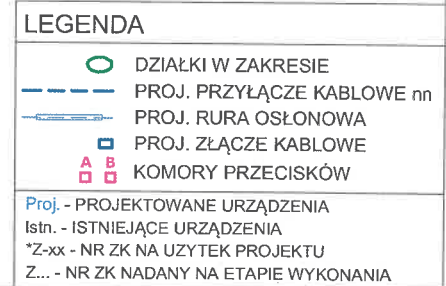 LEGENDA
DZIAŁKI W ZAKRESIE
PROJ. PRZYŁĄCZE KABLOWE nn
PROJ. RURA OSŁONOWA
PROJ. ZŁĄCZE KABLOWE
A B
KOMORY PRZECISKÓW
Proj. - PROJEKTOWANE URZĄDZENIA
Istn. - ISTNIEJĄCE URZĄDZENIA
*Z-xx - NR ZK NA UZYTEK PROJEKTU
Z... - NR ZK NADANY NA ETAPIE WYKONANIA